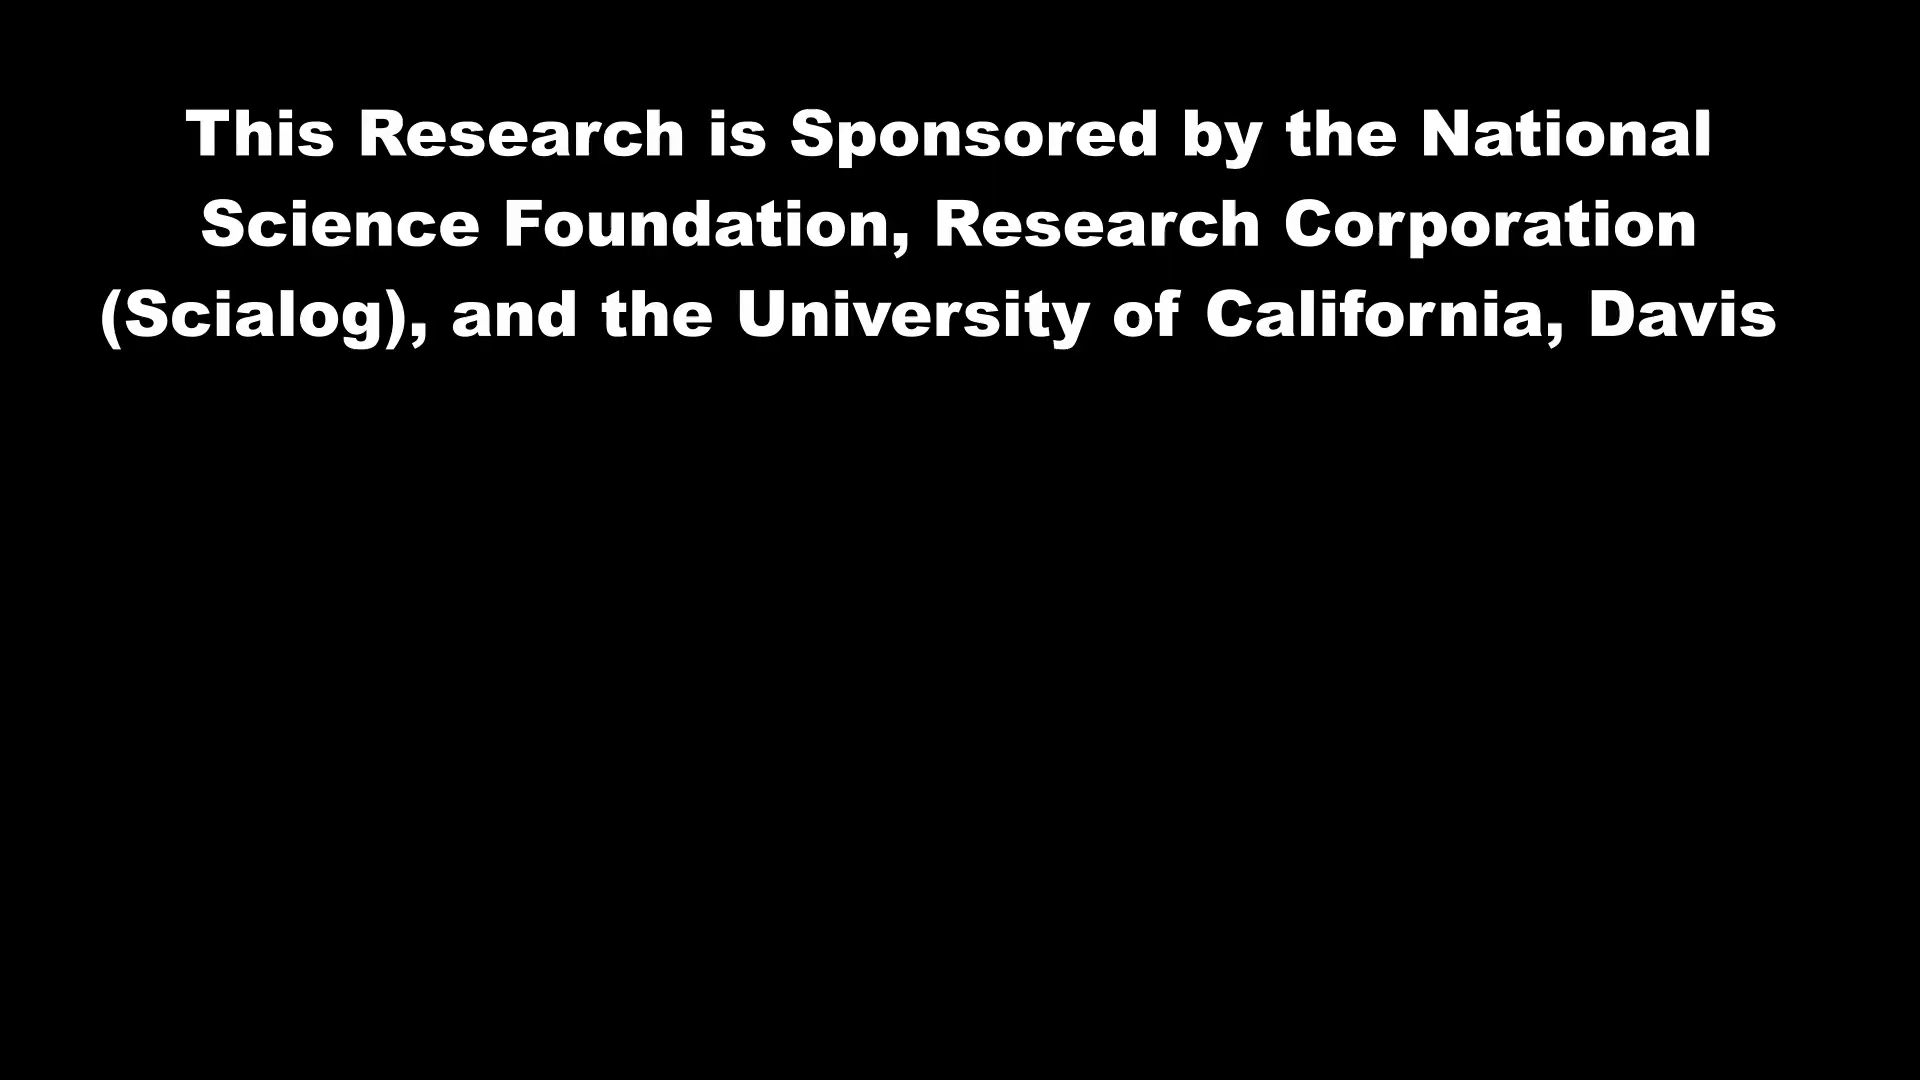 This Research is Sponsored by the National
Science Foundation, Research Corporation
(Scialog), and the University of California, Davis